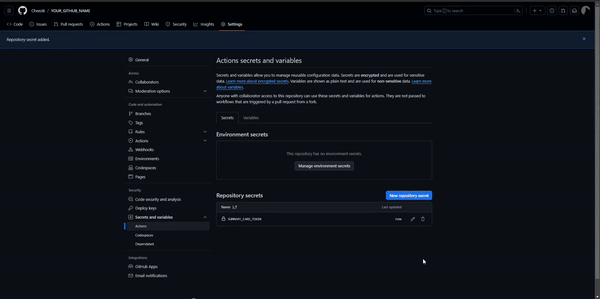 Chezidi / YOUR_GITHUB_NAME
Type / to search
Code Issues Pull requests Actions Projects Wiki Security Insights Settings
Repository secret added.
General
Access
Collaborators
Moderation options
Code and automation
Branches
Tags
Rules
Actions
Webhooks
Environments
Codespaces
Pages
Security
Code security and analysis
Deploy keys
Secrets and variables
Actions
Codespaces
Dependabot
Integrations
GitHub Apps
Email notifications
Actions secrets and variables
Secrets and variables allow you to manage reusable configuration data. Secrets are encrypted and are used for sensitive
data. Learn more about encrypted secrets. Variables are shown as plain text and are used for non-sensitive data. Learn more
about variables.
Anyone with collaborator access to this repository can use these secrets and variables for actions. They are not passed to
workflows that are triggered by a pull request from a fork.
Secrets Variables
Environment secrets
This repository has no environment secrets.
Manage environment secrets
Repository secrets
New repository secret
Name Last updated
SUMMARY_CARD_TOKEN now